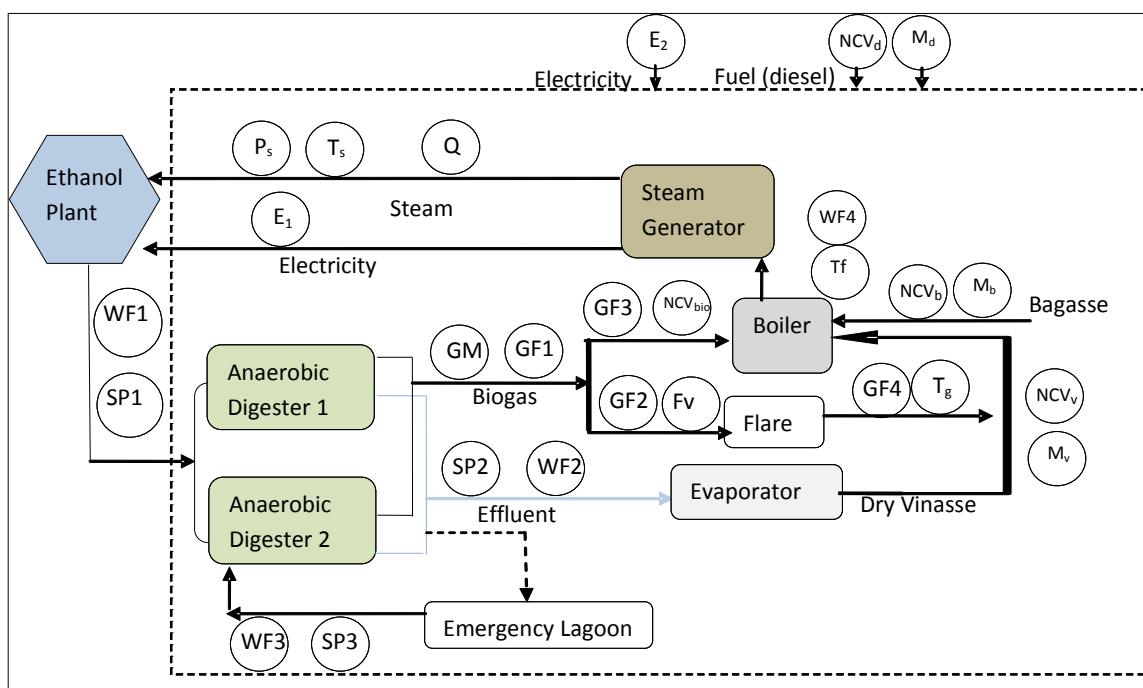 E₂
NCVd
Md
Electricity
Fuel (diesel)
Pₛ
Tₛ
Q
Ethanol
Plant
Steam
Generator
Steam
E₁
WF4
Electricity
Tf
NCVb
Mb
Bagasse
WF1
GF3
NCVbio
Boiler
GM
GF1
SP1
Anaerobic
Digester 1
Biogas
GF2
Fv
Flare
GF4
Tg
NCVv
Mv
SP2
WF2
Evaporator
Anaerobic
Digester 2
Effluent
Dry Vinasse
WF3
SP3
Emergency Lagoon